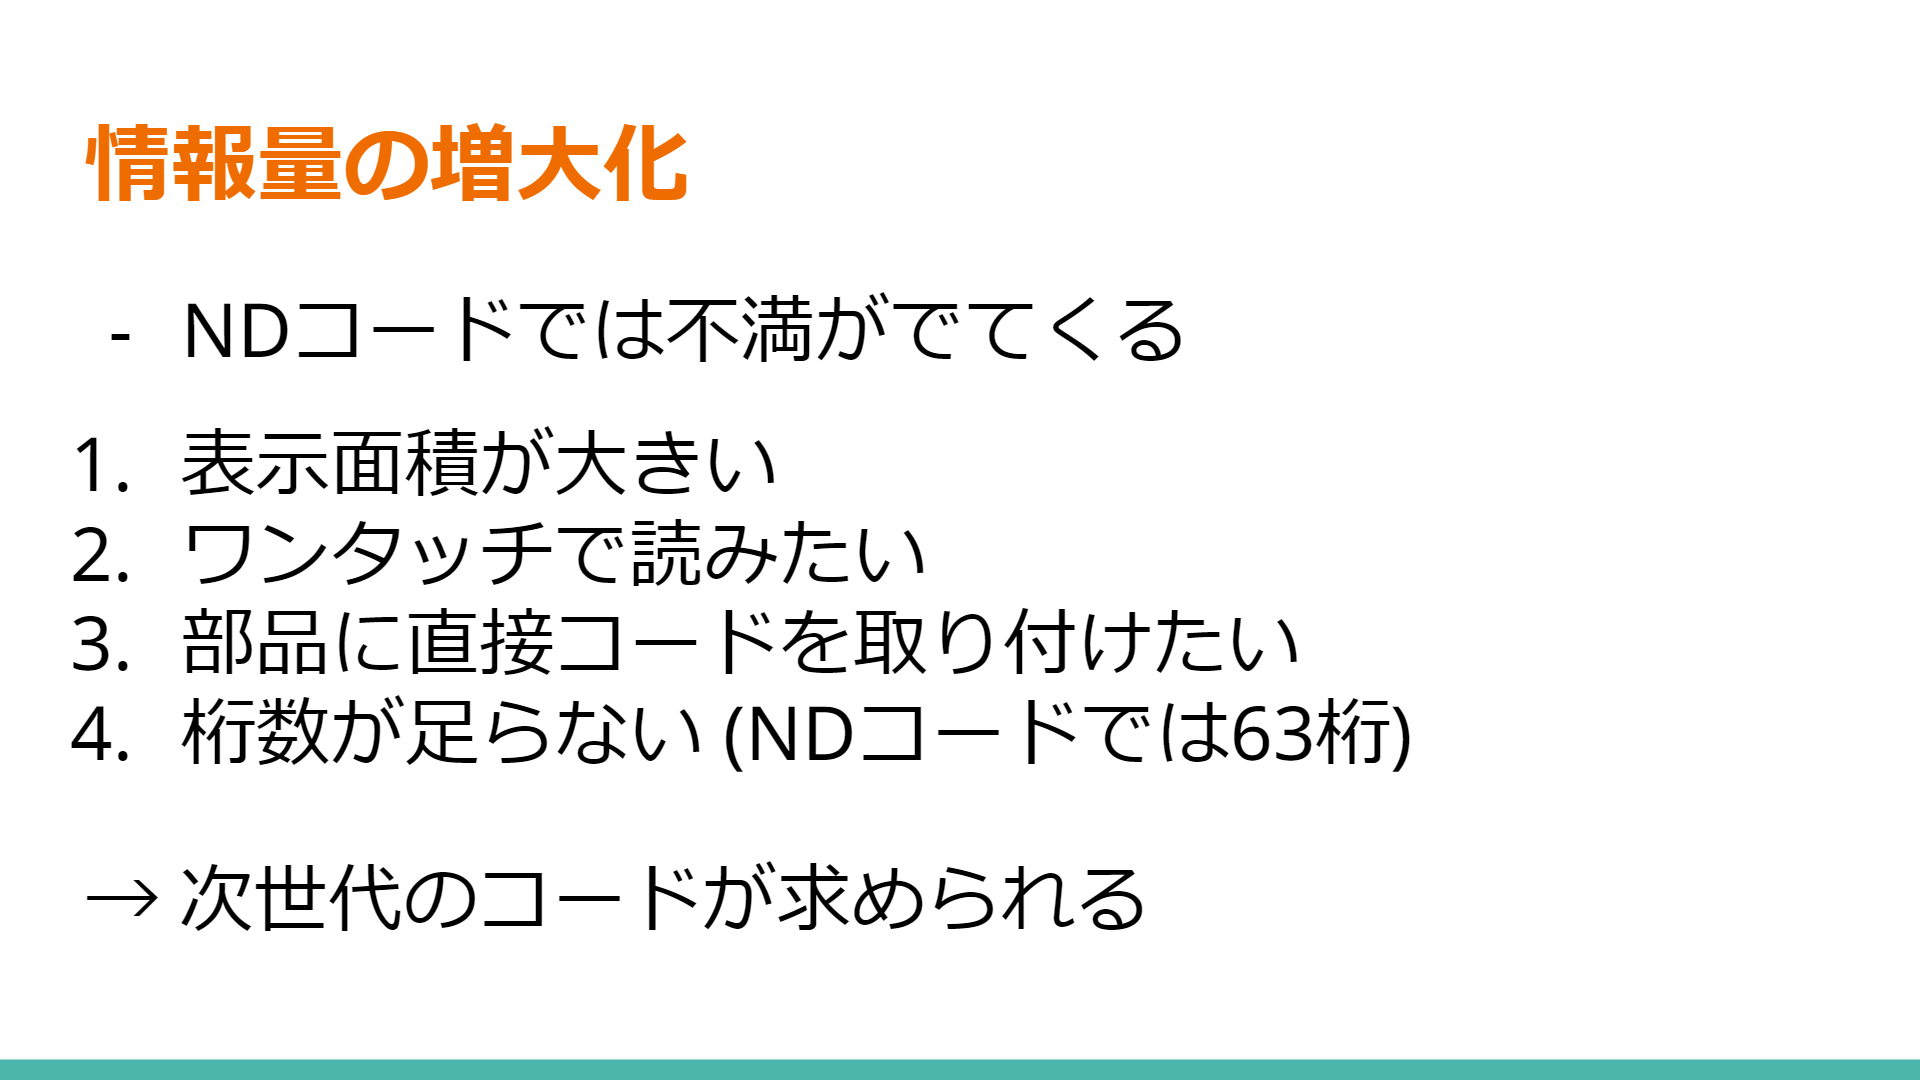 情報量の増大化
- NDコードでは不満がでてくる
1. 表示面積が大きい
2. ワンタッチで読みたい
3. 部品に直接コードを取り付けたい
4. 桁数が足らない (NDコードでは63桁)
→ 次世代のコードが求められる